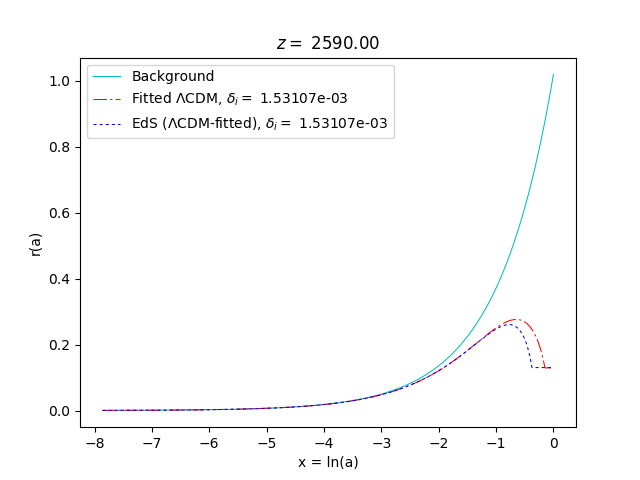 z = 2590.00
Background
Fitted ΛCDM, δi = 1.53107e-03
EdS (ΛCDM-fitted), δi = 1.53107e-03
1.0
0.8
0.6
0.4
0.2
0.0
r(a)
−8 −7 −6 −5 −4 −3 −2 −1 0
x = ln(a)